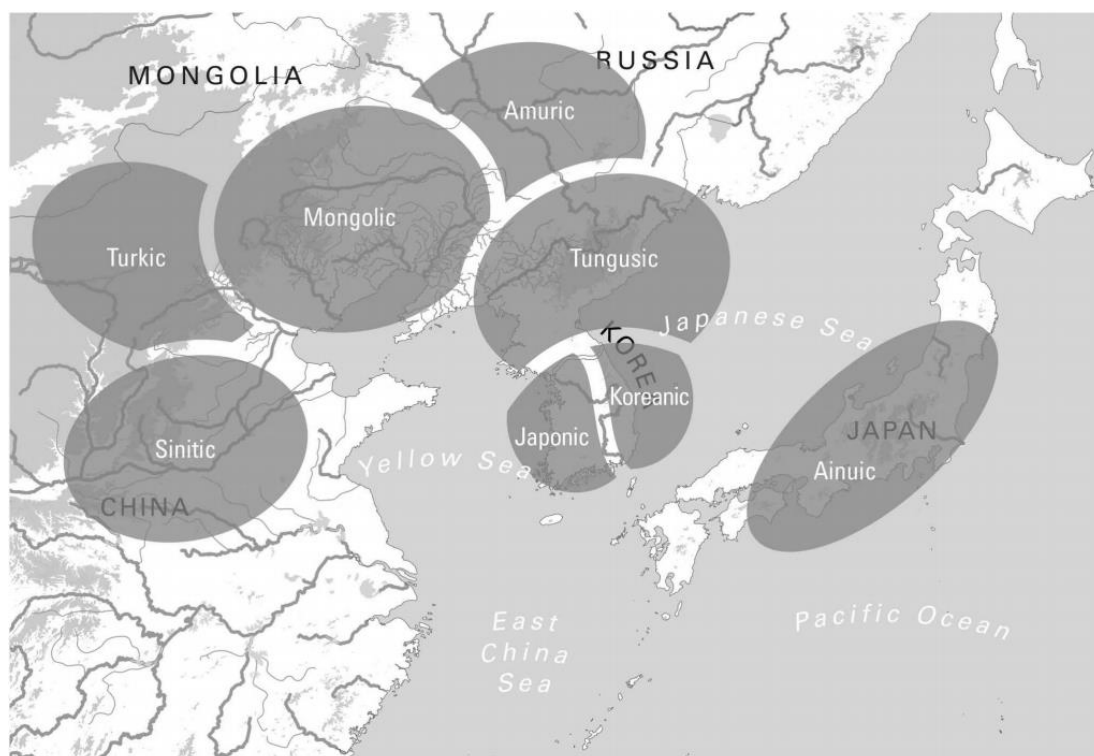 MONGOLIA
RUSSIA
Amuric
Mongolic
Turkic
Tungusic
KOREA
Japanese Sea
Koreanic
Japonic
Sinitic
Yellow Sea
JAPAN
Ainuic
CHINA
East
China
Sea
Pacific Ocean